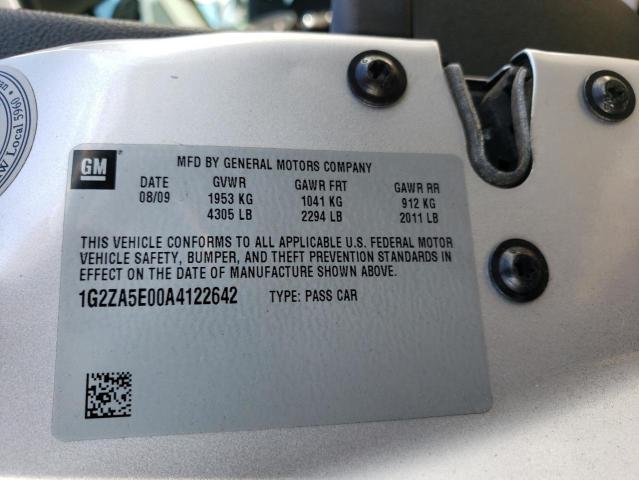 GM
MFD BY GENERAL MOTORS COMPANY
DATE GVWR GAWR FRT GAWR RR
08/09 1953 KG 1041 KG 912 KG
4305 LB 2294 LB 2011 LB
THIS VEHICLE CONFORMS TO ALL APPLICABLE U.S. FEDERAL MOTOR
VEHICLE SAFETY, BUMPER, AND THEFT PREVENTION STANDARDS IN
EFFECT ON THE DATE OF MANUFACTURE SHOWN ABOVE.
1G2ZA5E00A4122642 TYPE: PASS CAR
Local 5960